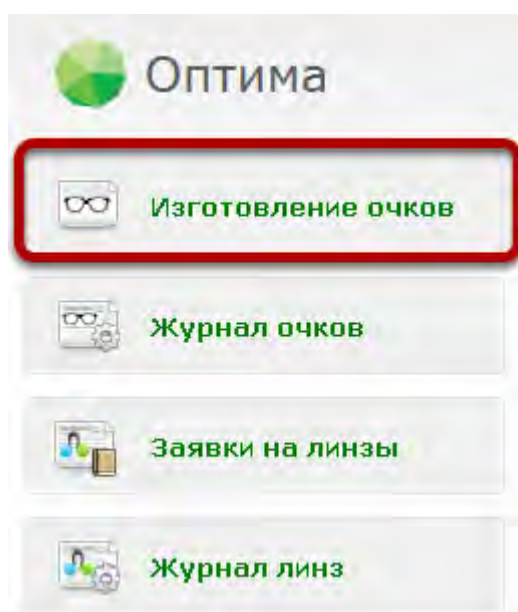 Оптима
Изготовление очков
Журнал очков
Заявки на линзы
Журнал линз